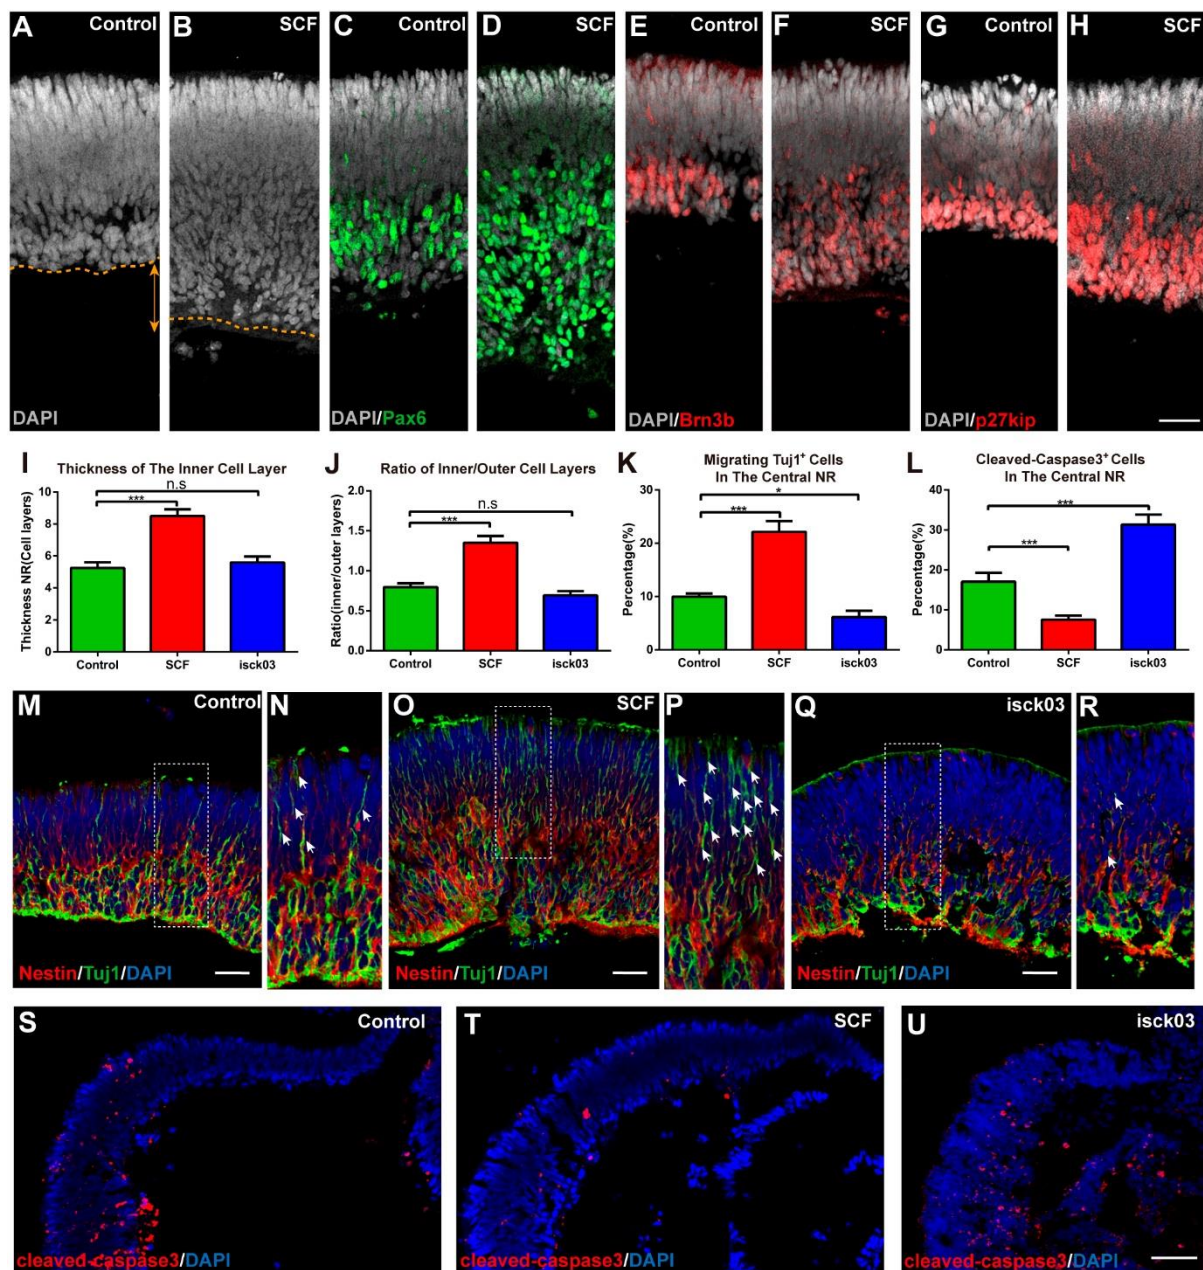 A Control
B SCF
C Control
D SCF
E Control
F SCF
G Control
H SCF
DAPI
DAPI/Pax6
DAPI/Brn3b
DAPI/p27kip
I Thickness of The Inner Cell Layer
n.s
***
Thickness NR(Cell layers)
10
8
6
4
2
0
Control SCF isck03
J Ratio of Inner/Outer Cell Layers
n.s
***
Ratio(inner/outer layers)
2.0
1.5
1.0
0.5
0.0
Control SCF isck03
K Migrating Tuj1+ Cells
In The Central NR
*
***
Percentage(%)
30
20
10
0
Control SCF isck03
L Cleaved-Caspase3+ Cells
In The Central NR
***
***
Percentage(%)
40
30
20
10
0
Control SCF isck03
M Control
N
O SCF
P
Q isck03
R
Nestin/Tuj1/DAPI
Nestin/Tuj1/DAPI
Nestin/Tuj1/DAPI
S Control
T SCF
U isck03
cleaved-caspase3/DAPI
cleaved-caspase3/DAPI
cleaved-caspase3/DAPI